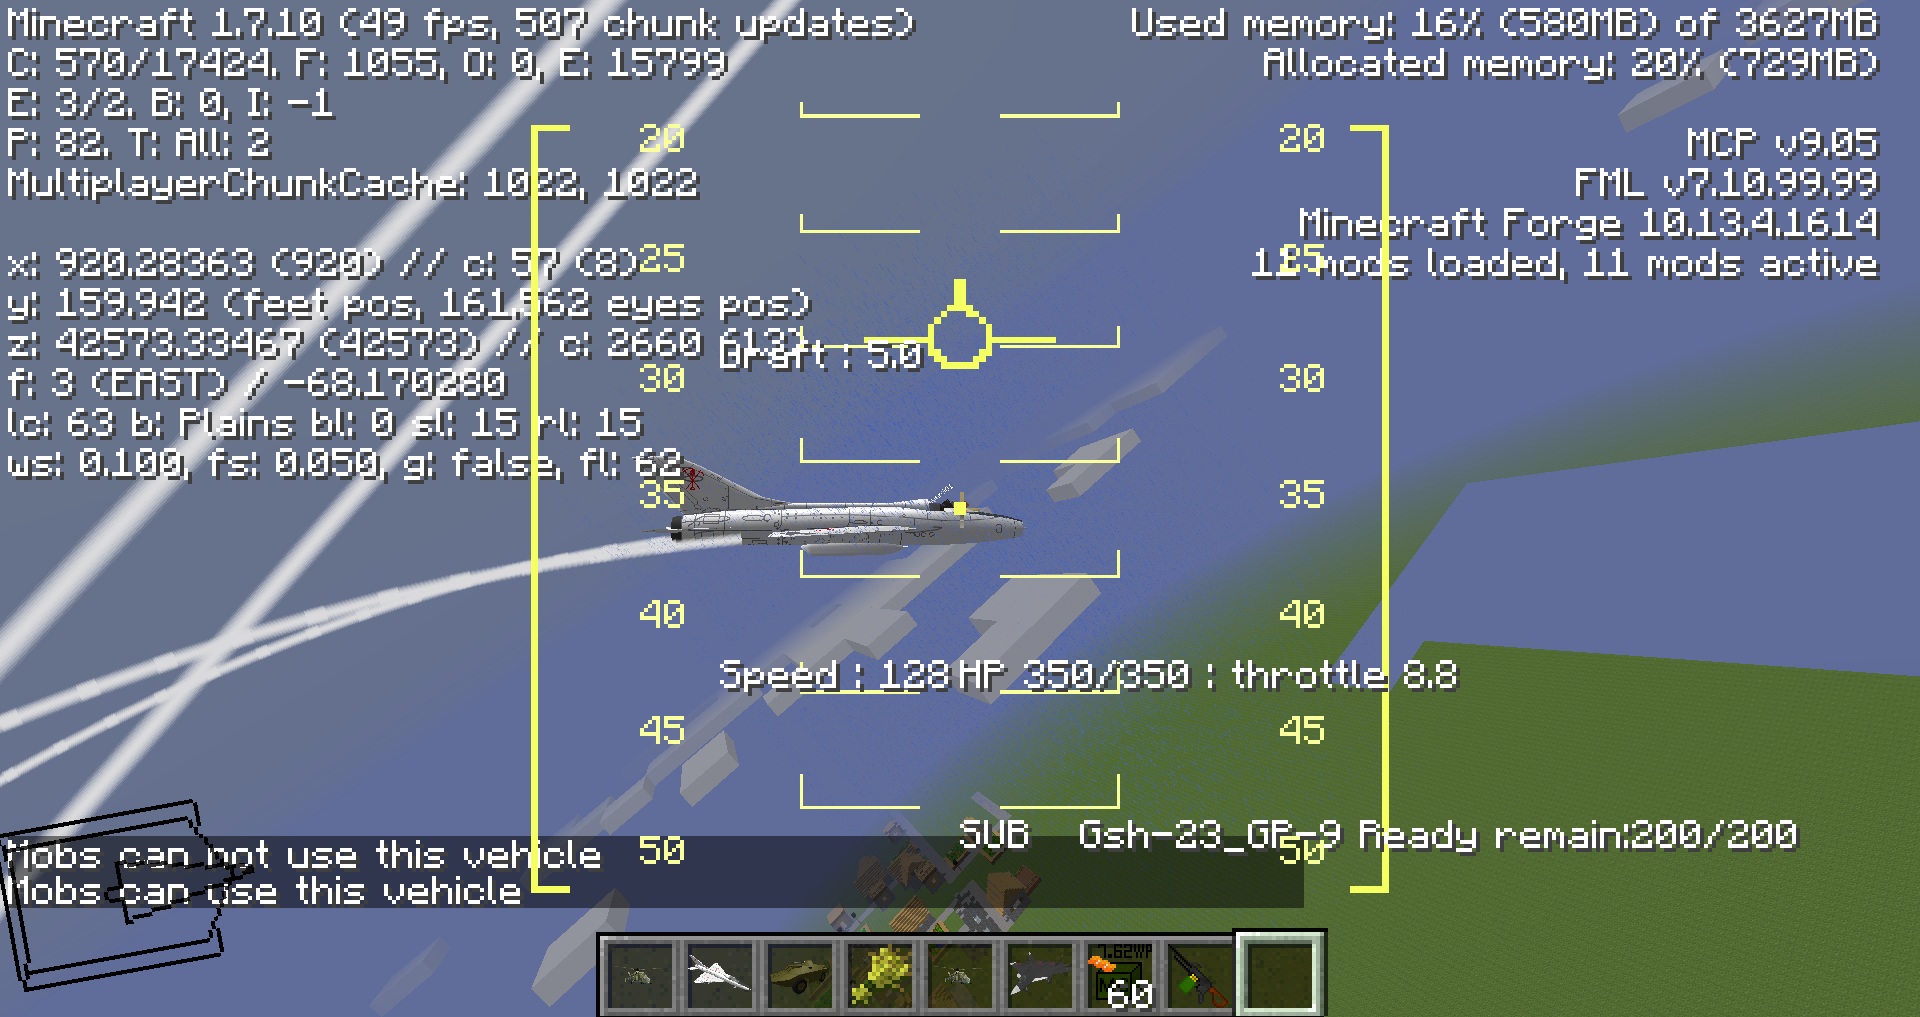 Minecraft 1.7.10 (49 fps, 507 chunk updates)
C: 570/17424. F: 1055, O: 0, E: 15799
E: 3/2. B: 0, I: -1
P: 82. T: All: 2
MultiplayerChunkCache: 1022, 1022
x: 920.28363 (920) // c: 57 (8)
y: 159.942 (feet pos, 161.562 eyes pos)
z: 42573.33467 (42573) // c: 2660 (13)
f: 3 (EAST) / -68.170280
lc: 63 b: Plains bl: 0 sl: 15 rl: 15
ws: 0.100, fs: 0.050, g: false, fl: 62
Used memory: 16% (580MB) of 3627MB
Allocated memory: 20% (729MB)
MCP v9.05
FML v7.10.99.99
Minecraft Forge 10.13.4.1614
11 mods loaded, 11 mods active
20 20
25 25
Draft : 5.0
30 30
35 35
40 40
Speed : 128 HP 350/350 : throttle 8.8
45 45
SUB Gsh-23_GP-9 Ready remain:200/200
50 50
Mobs can not use this vehicle
Mobs can use this vehicle
60